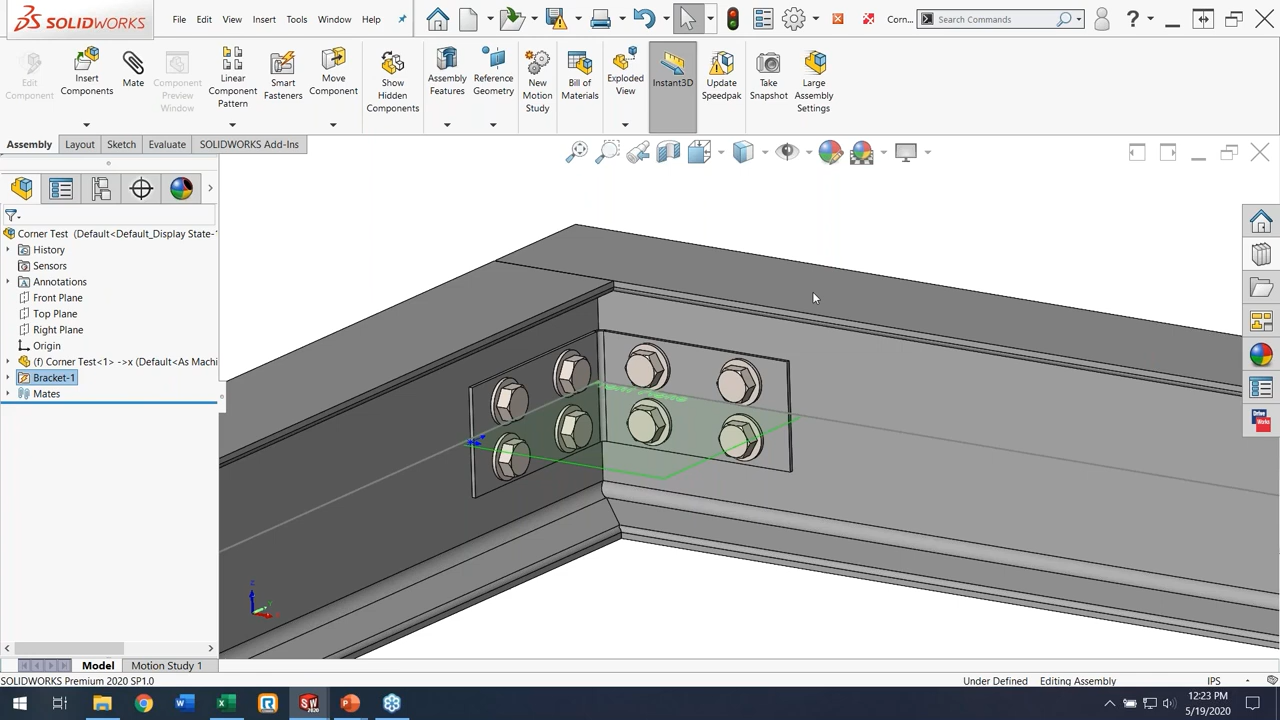 SOLIDWORKS
File Edit View Insert Tools Window Help
Corn...
Search Commands
Edit Component
Insert Components
Mate
Component Preview Window
Linear Component Pattern
Smart Fasteners
Move Component
Show Hidden Components
Assembly Features
Reference Geometry
New Motion Study
Bill of Materials
Exploded View
Instant3D
Update Speedpak
Take Snapshot
Large Assembly Settings
Assembly Layout Sketch Evaluate SOLIDWORKS Add-Ins
Corner Test (Default<Default_Display State-
History
Sensors
Annotations
Front Plane
Top Plane
Right Plane
Origin
(f) Corner Test<1> ->x (Default<As Machi
Bracket-1
Mates
Model Motion Study 1
SOLIDWORKS Premium 2020 SP1.0
Under Defined Editing Assembly IPS
12:23 PM
5/19/2020